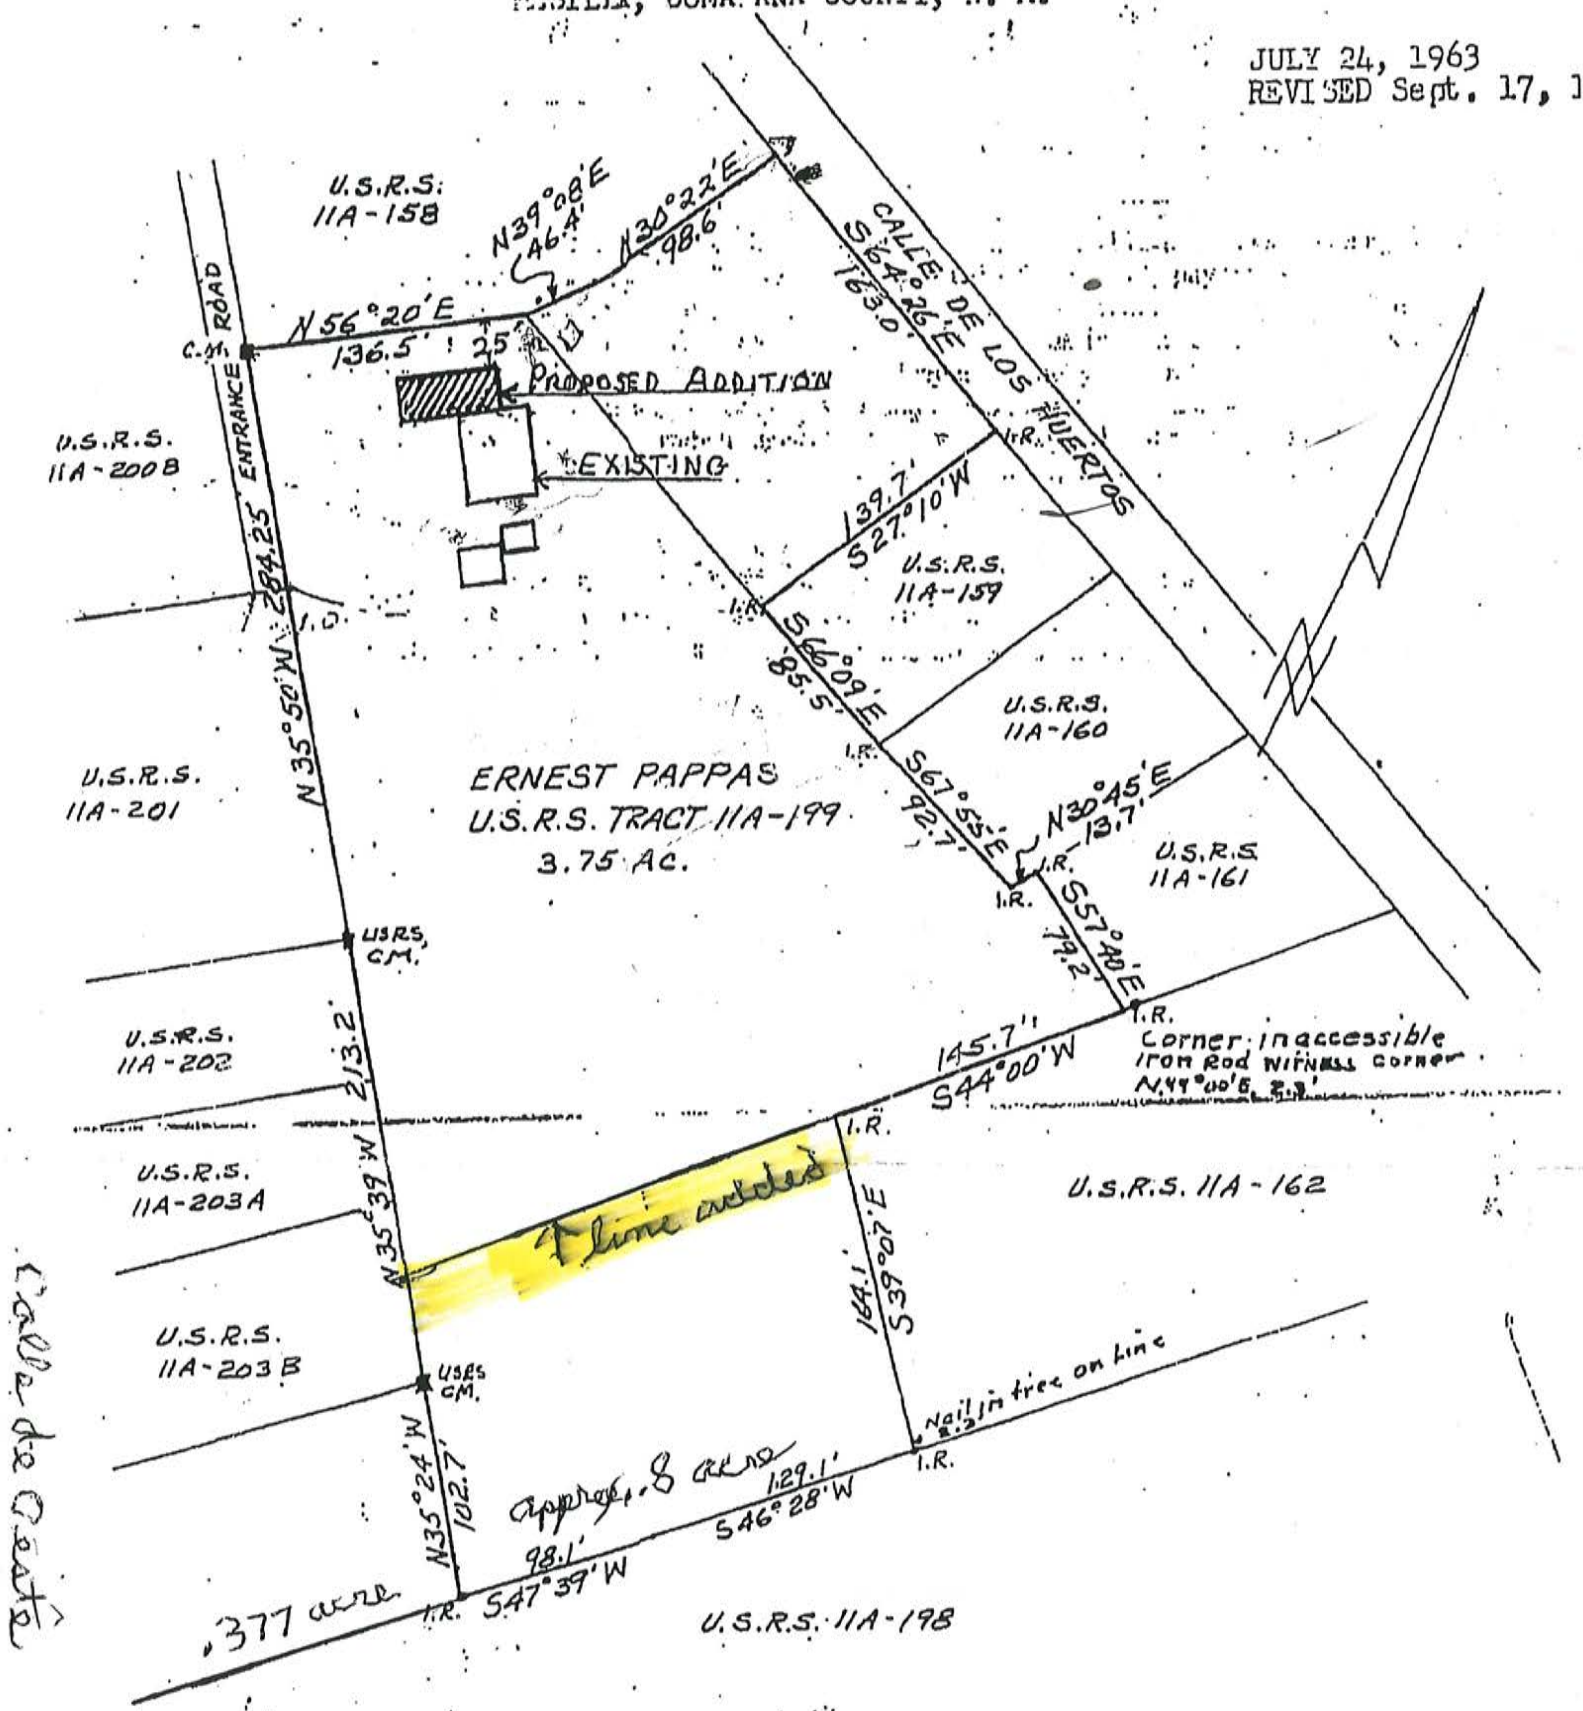 JULY 24, 1963
REVISED Sept. 17, 1
U.S.R.S.
11A-158
N39°08'E
46.4'
N30°22'E
98.6'
CALLE DE LOS HUERTOS
S64°26'E
163.0'
N56°20'E
136.5'
25'
C.M.
ENTRANCE ROAD
PROPOSED ADDITION
EXISTING
U.S.R.S.
11A-200B
I.R.
139.7'
S27°10'W
U.S.R.S.
11A-159
284.25'
N35°50'W
I.R.
S66°09'E
85.5'
U.S.R.S.
11A-160
I.R.
U.S.R.S.
11A-201
ERNEST PAPPAS
U.S.R.S. TRACT 11A-199
3.75 AC.
S67°55'E
92.7'
N30°45'E
13.7'
I.R.
I.R.
U.S.R.S.
11A-161
S57°40'E
79.2'
USRS
C.M.
I.R.
Corner inaccessible
Iron Rod witness corner
N.44°00'E, 2.3'
145.7'
S44°00'W
U.S.R.S.
11A-202
213.2'
N35°39'W
I.R.
U.S.R.S.
11A-203A
line added
U.S.R.S. 11A-162
164.1'
S39°07'E
U.S.R.S.
11A-203B
USRS
C.M.
Nail in tree on Line
I.R.
N35°24'W
102.7'
approx .8 acre
129.1'
S46°28'W
98.1'
S47°39'W
I.R.
.377 acre
U.S.R.S. 11A-198
Calle de Oeste